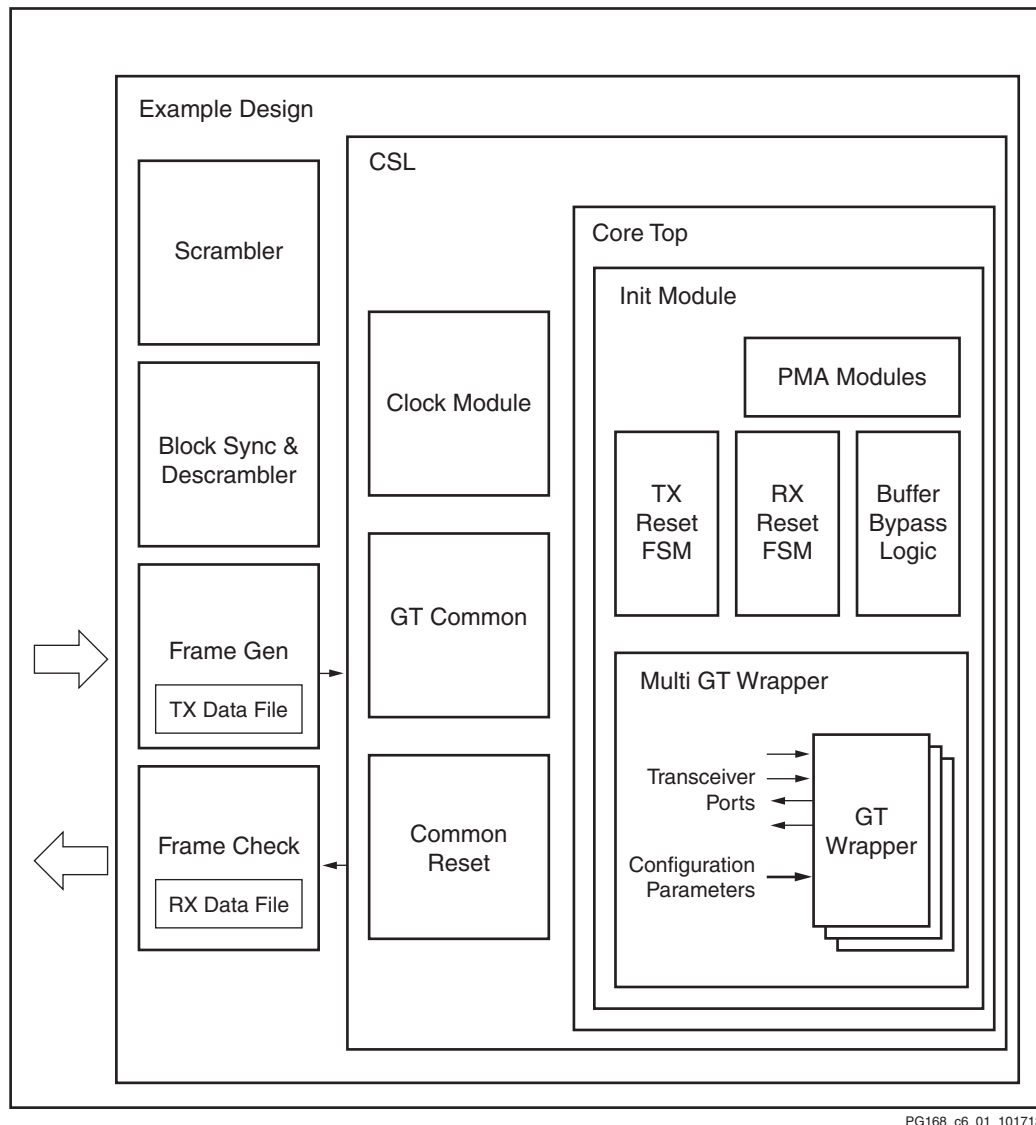 Example Design
CSL
Scrambler
Core Top
Init Module
PMA Modules
Clock Module
Block Sync &
Descrambler
TX
Reset
FSM
RX
Reset
FSM
Buffer
Bypass
Logic
GT Common
Frame Gen
TX Data File
Multi GT Wrapper
Transceiver
Ports
GT
Wrapper
Configuration
Parameters
Common
Reset
Frame Check
RX Data File